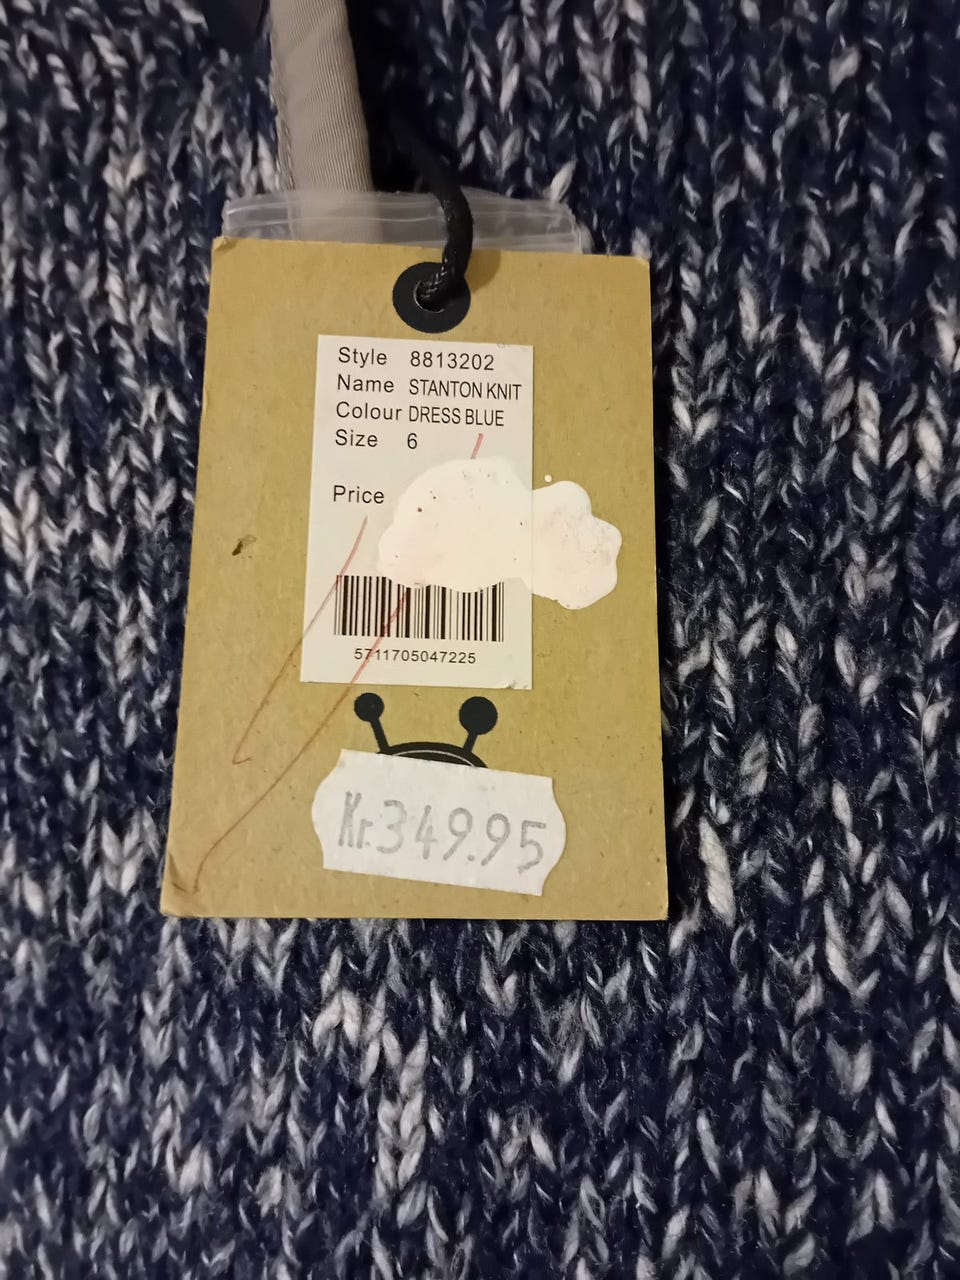 Style 8813202
Name STANTON KNIT
Colour DRESS BLUE
Size 6
Price
5711705047225
Kr.349.95